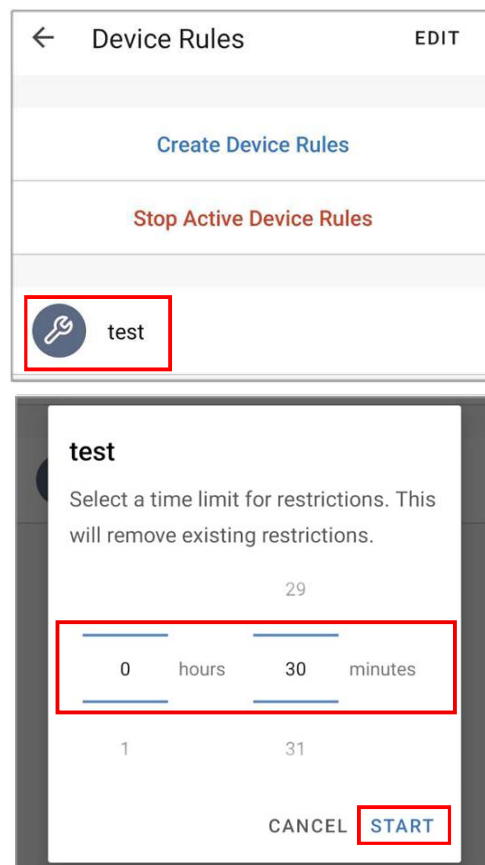 Device Rules EDIT
Create Device Rules
Stop Active Device Rules
test
test
Select a time limit for restrictions. This
will remove existing restrictions.
29
0 hours 30 minutes
1 31
CANCEL START